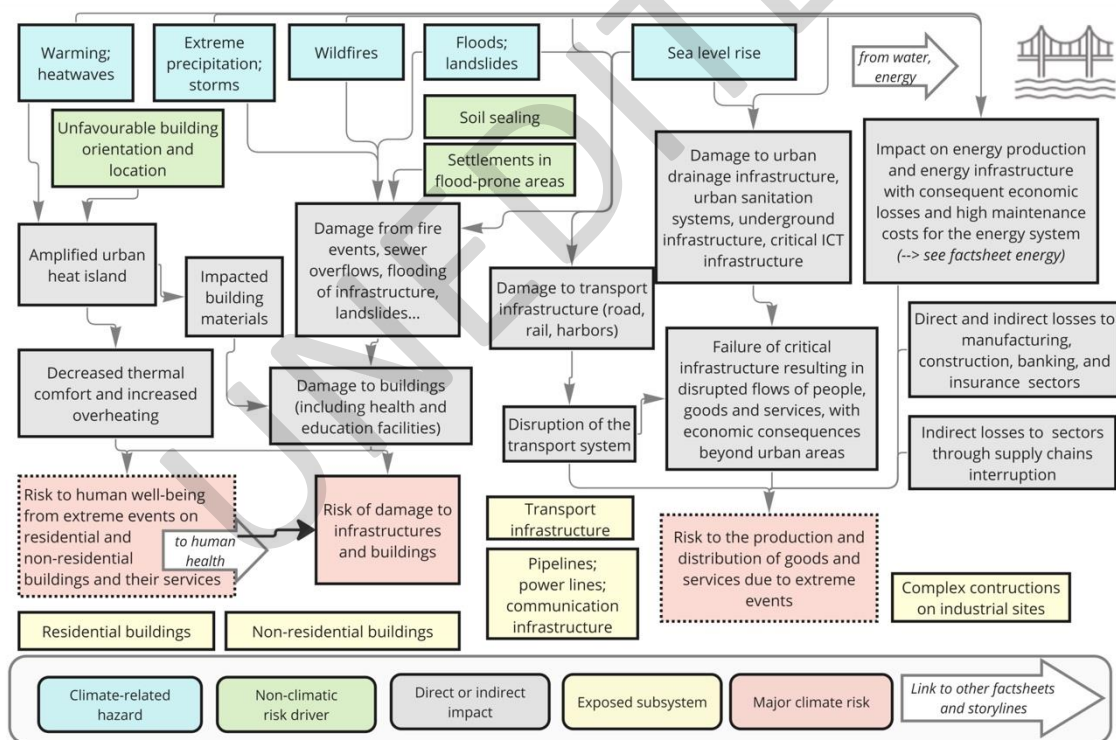 Warming;
heatwaves
Extreme
precipitation;
storms
Wildfires
Floods;
landslides
Sea level rise
from water,
energy
Unfavourable building
orientation and
location
Soil sealing
Settlements in
flood-prone areas
Damage to urban
drainage infrastructure,
urban sanitation
systems, underground
infrastructure, critical ICT
infrastructure
Impact on energy production
and energy infrastructure
with consequent economic
losses and high maintenance
costs for the energy system
(--> see factsheet energy)
Amplified urban
heat island
Impacted
building
materials
Damage from fire
events, sewer
overflows, flooding
of infrastructure,
landslides...
Damage to transport
infrastructure (road,
rail, harbors)
Direct and indirect losses to
manufacturing,
construction, banking, and
insurance sectors
Decreased thermal
comfort and increased
overheating
Damage to buildings
(including health and
education facilities)
Disruption of the
transport system
Failure of critical
infrastructure resulting in
disrupted flows of people,
goods and services, with
economic consequences
beyond urban areas
Indirect losses to sectors
through supply chains
interruption
Risk to human well-being
from extreme events on
residential and
non-residential
buildings and their services
to human
health
Risk of damage to
infrastructures
and buildings
Transport
infrastructure
Pipelines;
power lines;
communication
infrastructure
Risk to the production and
distribution of goods and
services due to extreme
events
Complex contructions
on industrial sites
Residential buildings
Non-residential buildings
Climate-related
hazard
Non-climatic
risk driver
Direct or indirect
impact
Exposed subsystem
Major climate risk
Link to other factsheets
and storylines
UNEDITE